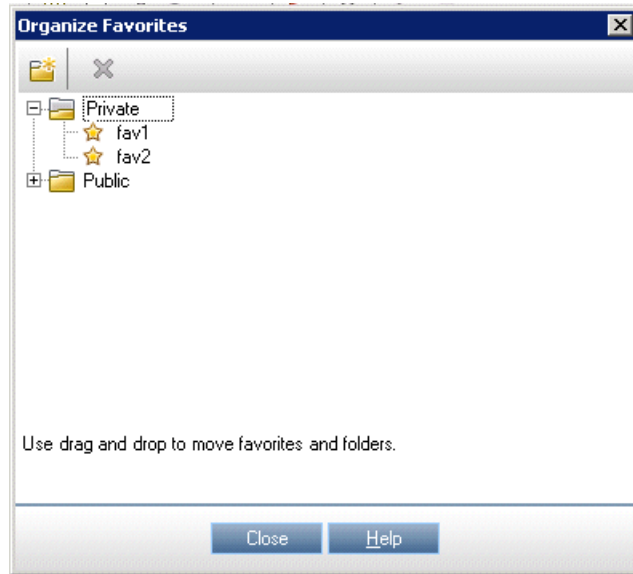 Organize Favorites
Private
fav1
fav2
Public
Use drag and drop to move favorites and folders.
Close Help